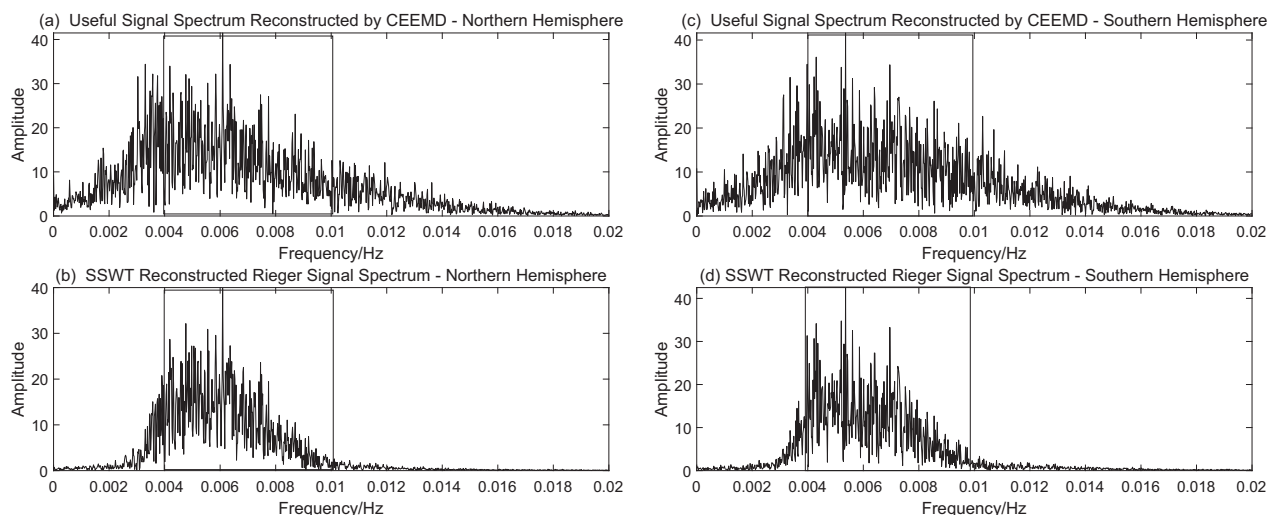 (a) Useful Signal Spectrum Reconstructed by CEEMD - Northern Hemisphere
40
30
20
10
0
Amplitude
0 0.002 0.004 0.006 0.008 0.01 0.012 0.014 0.016 0.018 0.02
Frequency/Hz
(b) SSWT Reconstructed Rieger Signal Spectrum - Northern Hemisphere
40
30
20
10
0
Amplitude
0 0.002 0.004 0.006 0.008 0.01 0.012 0.014 0.016 0.018 0.02
Frequency/Hz
(c) Useful Signal Spectrum Reconstructed by CEEMD - Southern Hemisphere
40
30
20
10
0
Amplitude
0 0.002 0.004 0.006 0.008 0.01 0.012 0.014 0.016 0.018 0.02
Frequency/Hz
(d) SSWT Reconstructed Rieger Signal Spectrum - Southern Hemisphere
40
30
20
10
0
Amplitude
0 0.002 0.004 0.006 0.008 0.01 0.012 0.014 0.016 0.018 0.02
Frequency/Hz